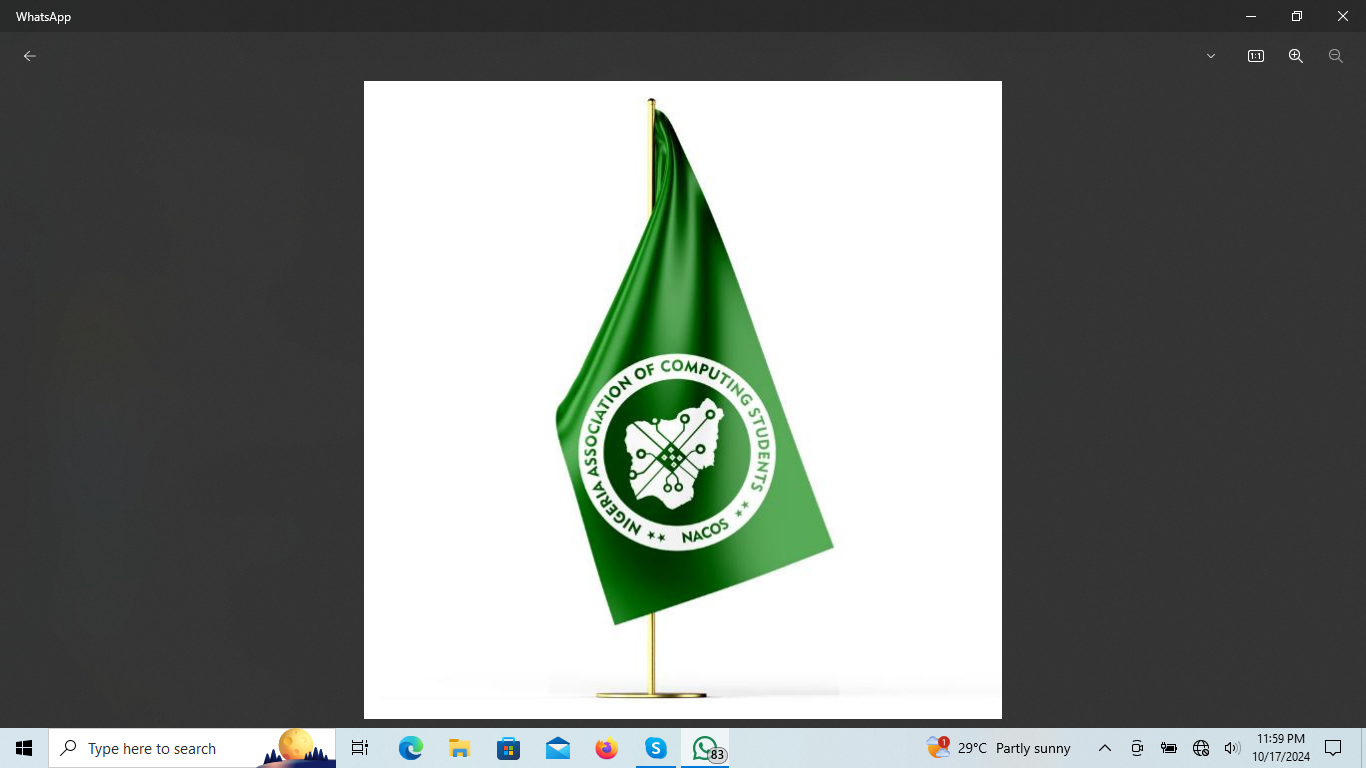 WhatsApp
1:1
NIGERIA ASSOCIATION OF COMPUTING STUDENTS
NACOS
Type here to search
S
83
1
29°C Partly sunny
11:59 PM
10/17/2024